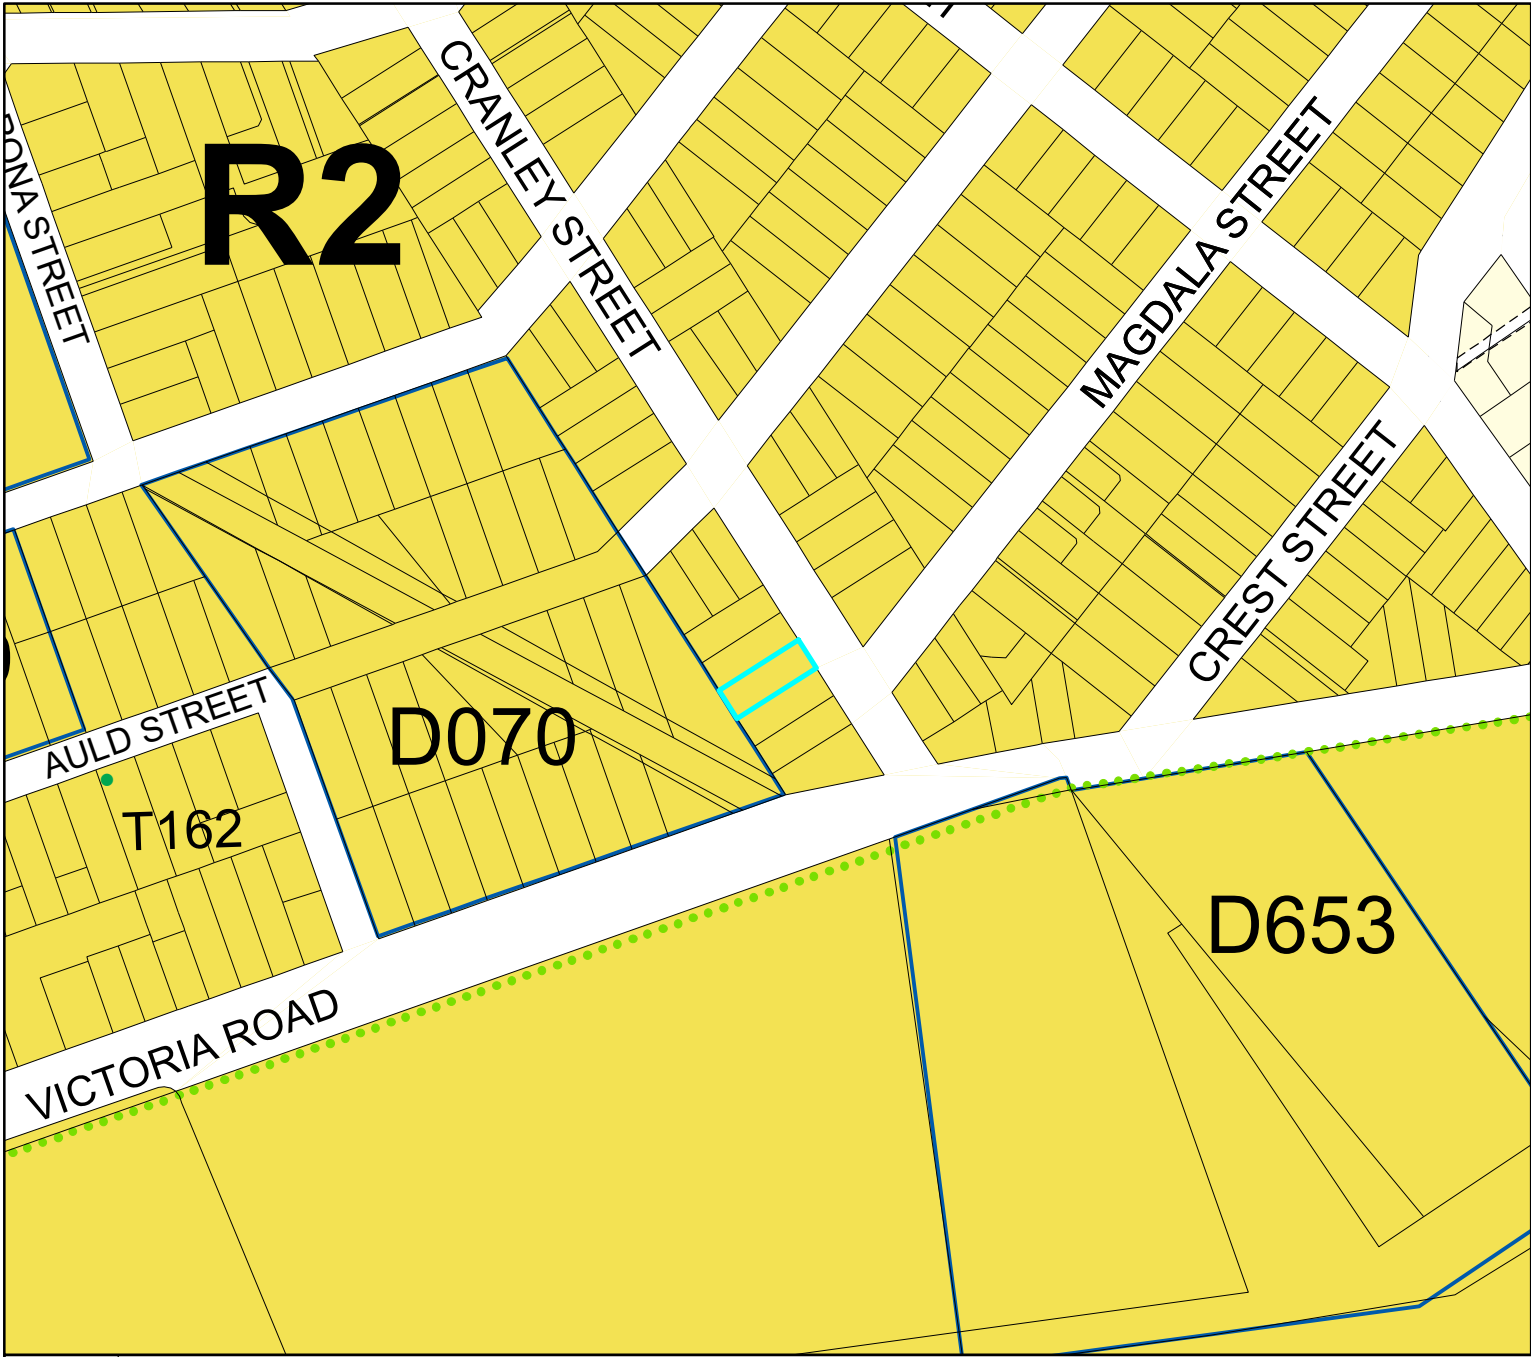 CRANLEY STREET
R2
MAGDALA STREET
CREST STREET
D070
AULD STREET
T162
D653
VICTORIA ROAD